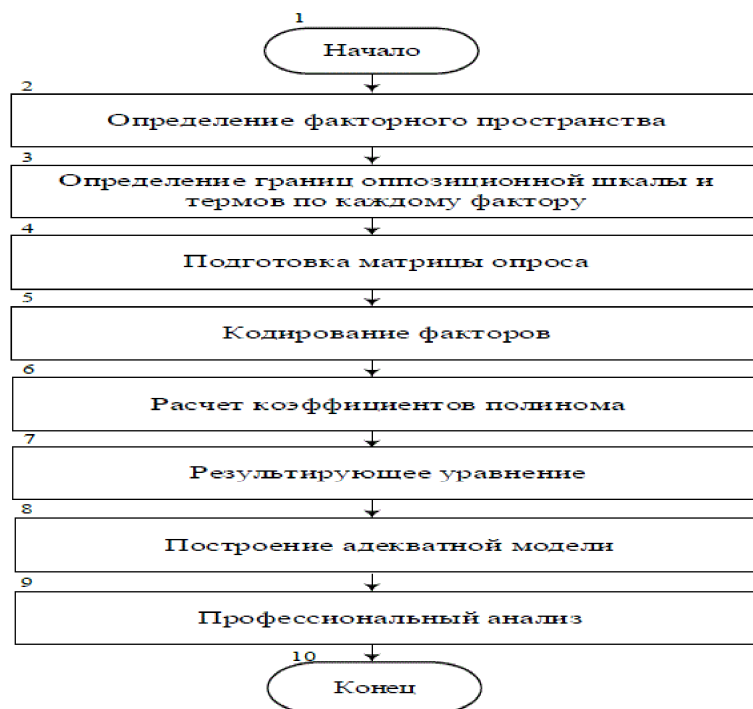 1
Начало
2
Определение факторного пространства
3
Определение границ оппозиционной шкалы и
термов по каждому фактору
4
Подготовка матрицы опроса
5
Кодирование факторов
6
Расчет коэффициентов полинома
7
Результирующее уравнение
8
Построение адекватной модели
9
Профессиональный анализ
10
Конец